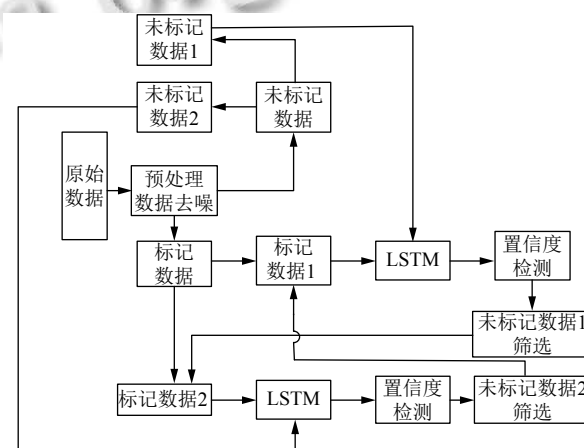 未标记
数据1
未标记
数据2
未标记
数据
原始
数据
预处理
数据去噪
标记
数据
标记
数据1
LSTM
置信度
检测
未标记数据1
筛选
标记数据2
LSTM
置信度
检测
未标记数据2
筛选